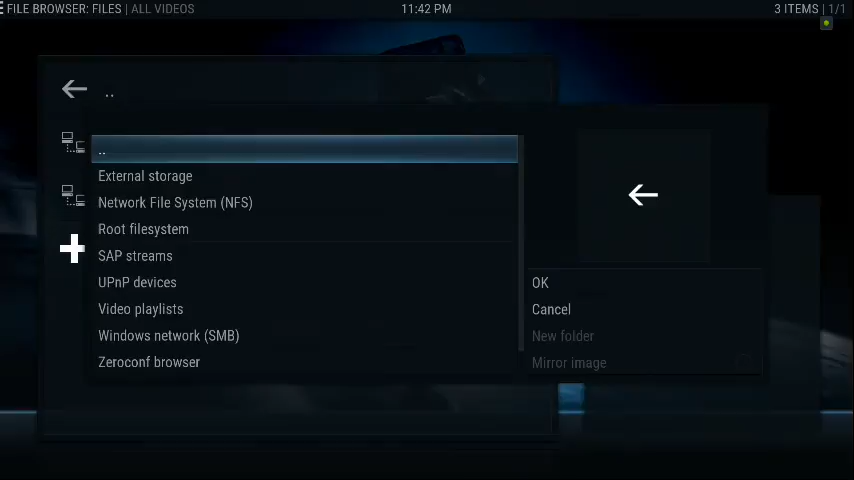 FILE BROWSER: FILES | ALL VIDEOS
11:42 PM
3 ITEMS | 1/1
..
..
External storage
Network File System (NFS)
Root filesystem
SAP streams
UPnP devices
Video playlists
Windows network (SMB)
Zeroconf browser
OK
Cancel
New folder
Mirror image